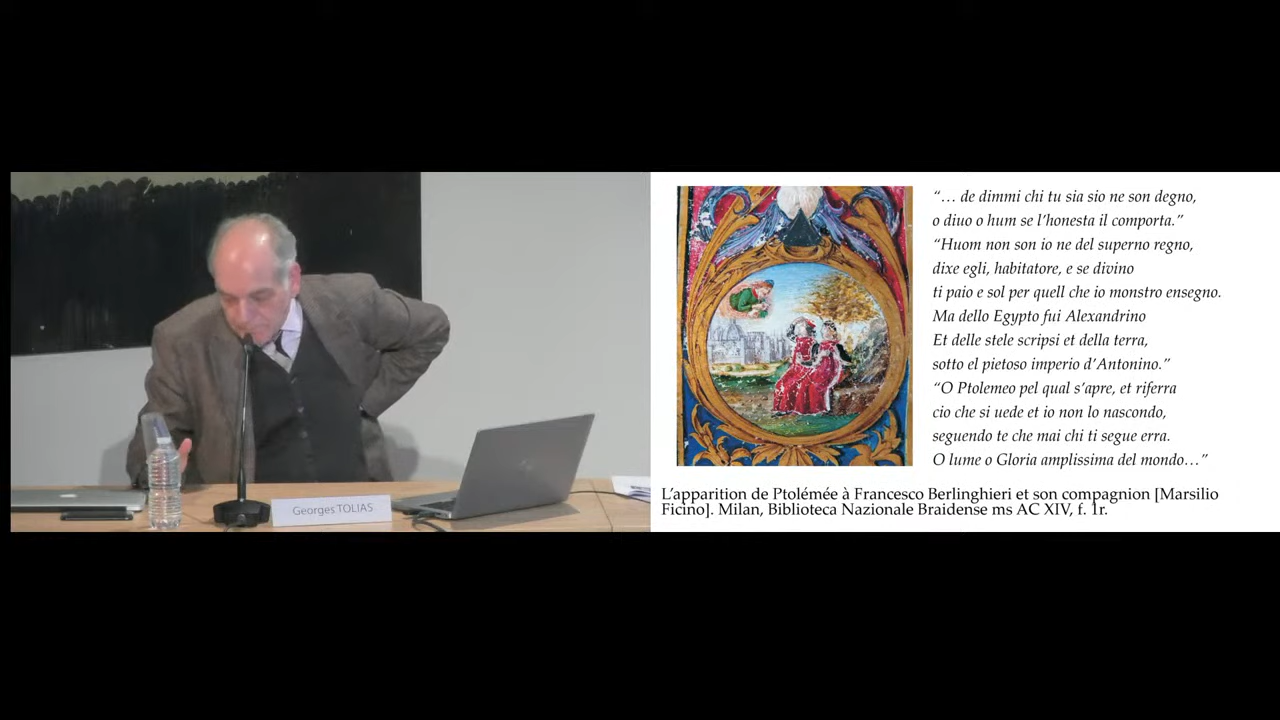 Georges TOLIAS
“… de dimmi chi tu sia sio ne son degno,
o diuo o hum se l’honesta il comporta.”
“Huom non son io ne del superno regno,
dixe egli, habitatore, e se divino
ti paio e sol per quell che io monstro ensegno.
Ma dello Egypto fui Alexandrino
Et delle stele scripsi et della terra,
sotto el pietoso imperio d’Antonino.”
“O Ptolemeo pel qual s’apre, et riferra
cio che si uede et io non lo nascondo,
seguendo te che mai chi ti segue erra.
O lume o Gloria amplissima del mondo…”
L’apparition de Ptolémée à Francesco Berlinghieri et son compagnion [Marsilio
Ficino]. Milan, Biblioteca Nazionale Braidense ms AC XIV, f. 1r.